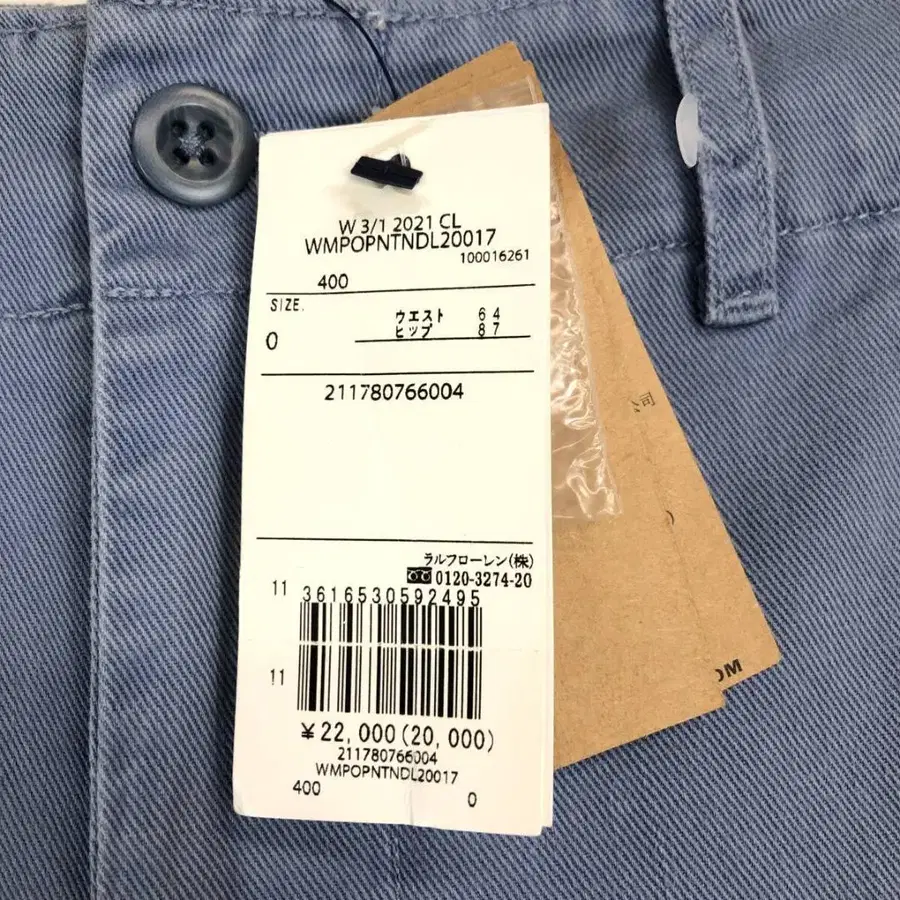 W 3/1 2021 CL
WMPOPNTNDL20017
100016261
400
SIZE.
ウエスト 64
0 ヒップ 87
211780766004
ラルフローレン(株)
0120-3274-20
11 3616530592495
11
¥22,000(20,000)
211780766004
WMPOPNTNDL20017
400 0
OM